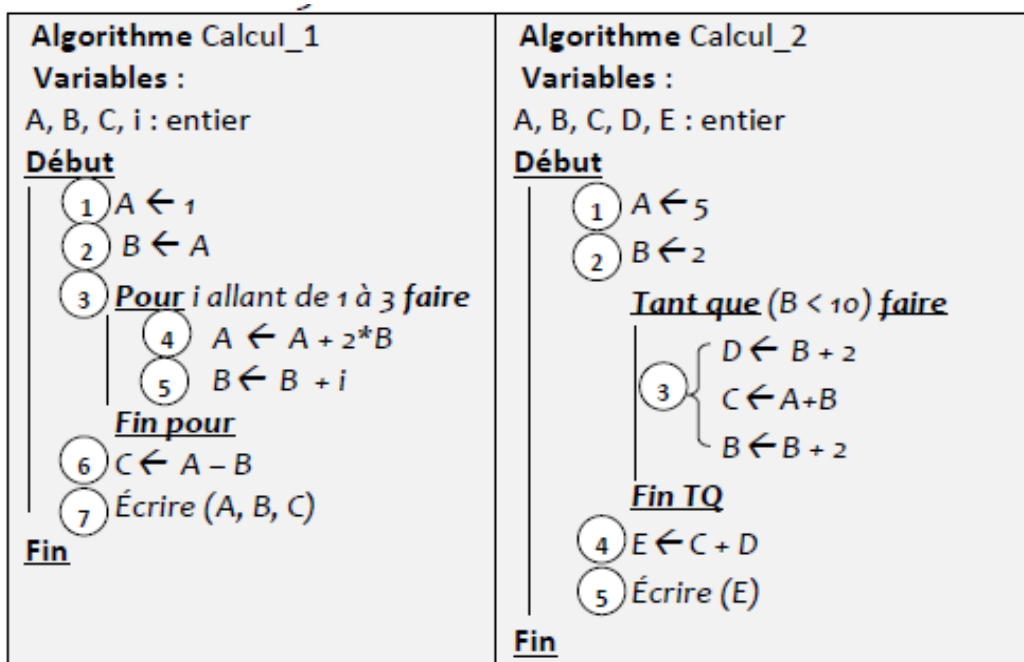 Algorithme Calcul_1
Variables :
A, B, C, i : entier
Début
1 A ← 1
2 B ← A
3 Pour i allant de 1 à 3 faire
4 A ← A + 2*B
5 B ← B + i
Fin pour
6 C ← A – B
7 Écrire (A, B, C)
Fin
Algorithme Calcul_2
Variables :
A, B, C, D, E : entier
Début
1 A ← 5
2 B ← 2
Tant que (B < 10) faire
D ← B + 2
3 C ← A+B
B ← B + 2
Fin TQ
4 E ← C + D
5 Écrire (E)
Fin